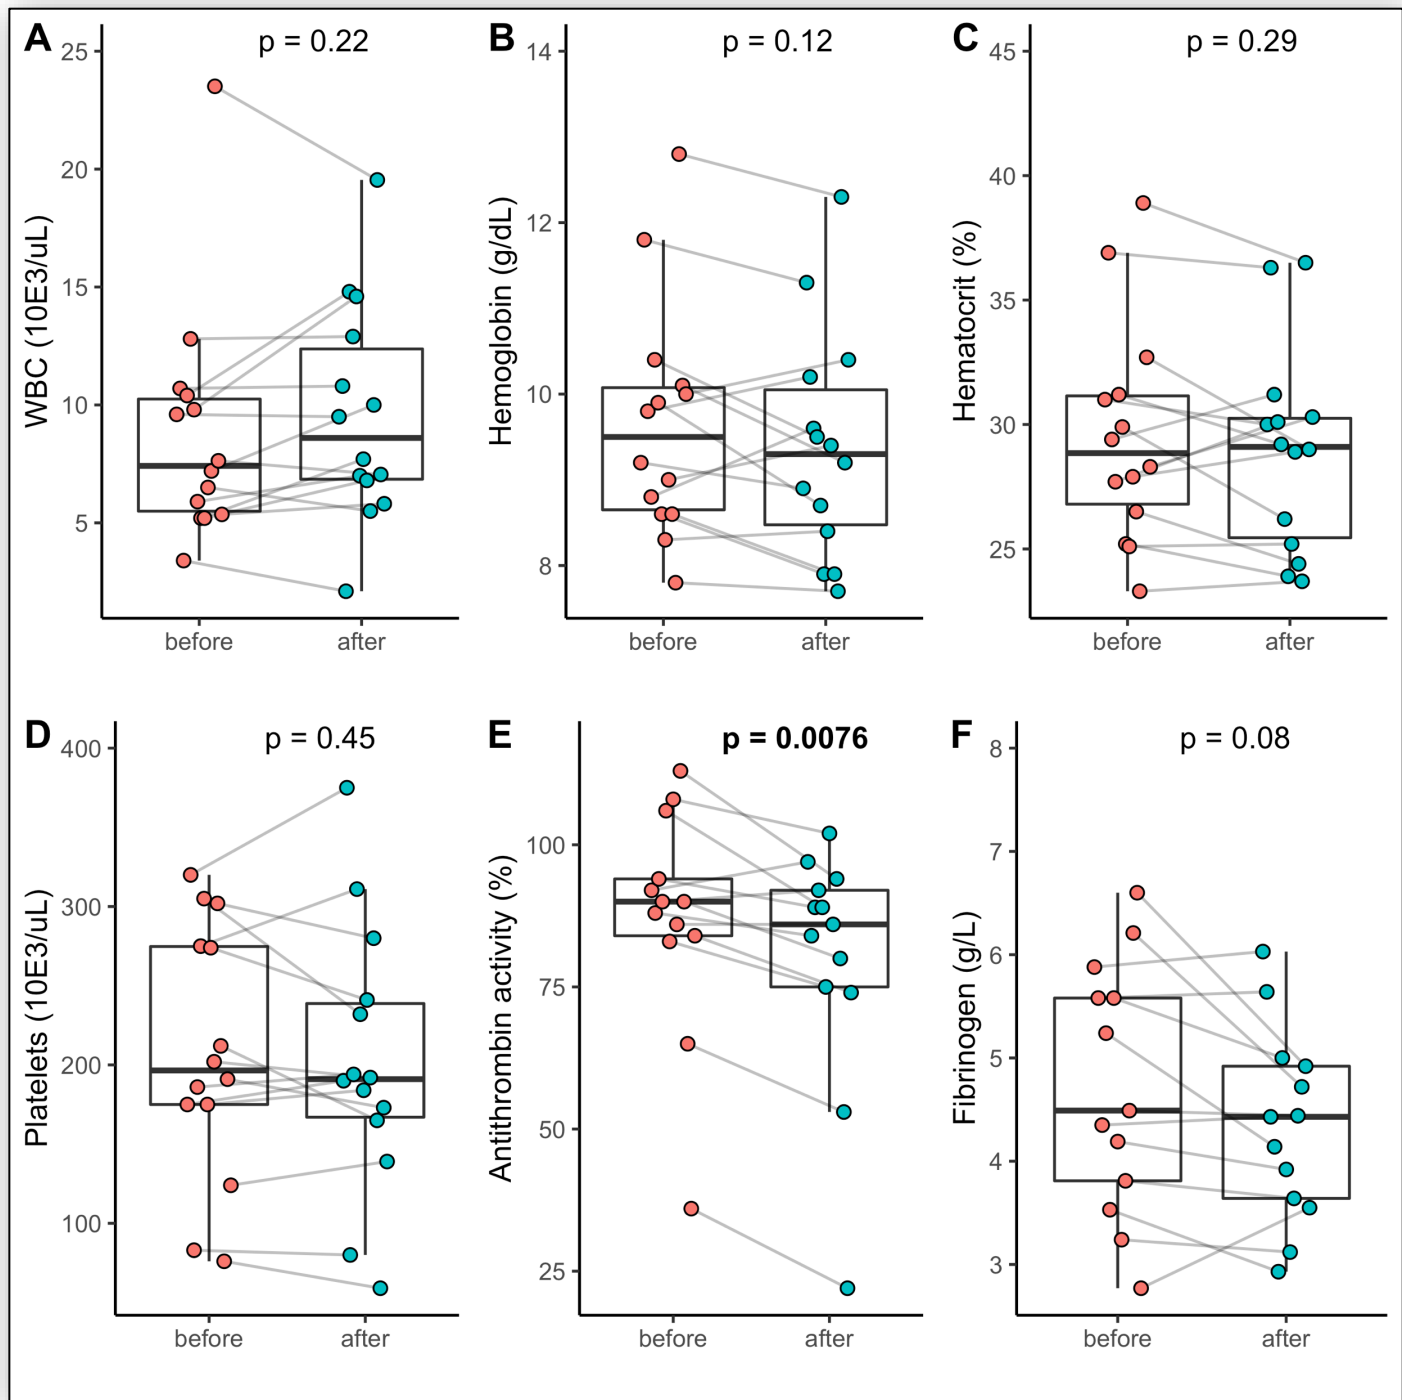 A
p = 0.22
WBC (10E3/uL)
25
20
15
10
5
before after
B
p = 0.12
Hemoglobin (g/dL)
14
12
10
8
before after
C
p = 0.29
Hematocrit (%)
45
40
35
30
25
before after
D
p = 0.45
Platelets (10E3/uL)
400
300
200
100
before after
E
p = 0.0076
Antithrombin activity (%)
100
75
50
25
before after
F
p = 0.08
Fibrinogen (g/L)
8
7
6
5
4
3
before after